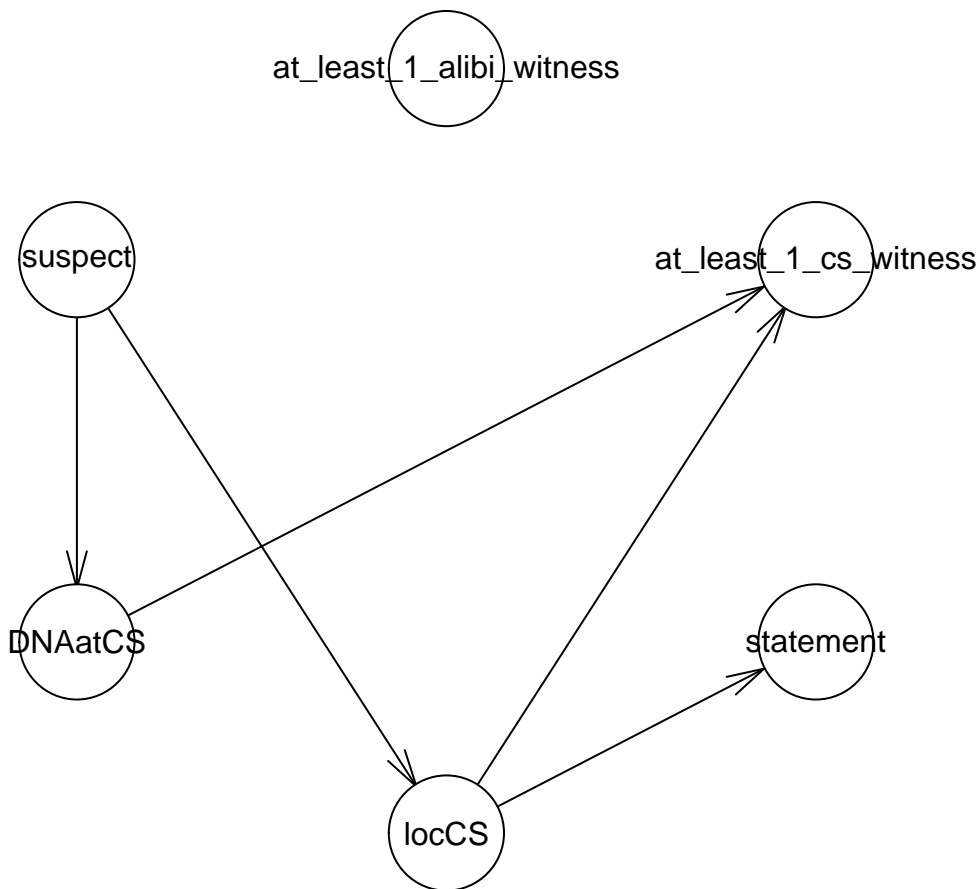 at_least_1_alibi_witness
suspect
at_least_1_cs_witness
DNAatCS
statement
locCS